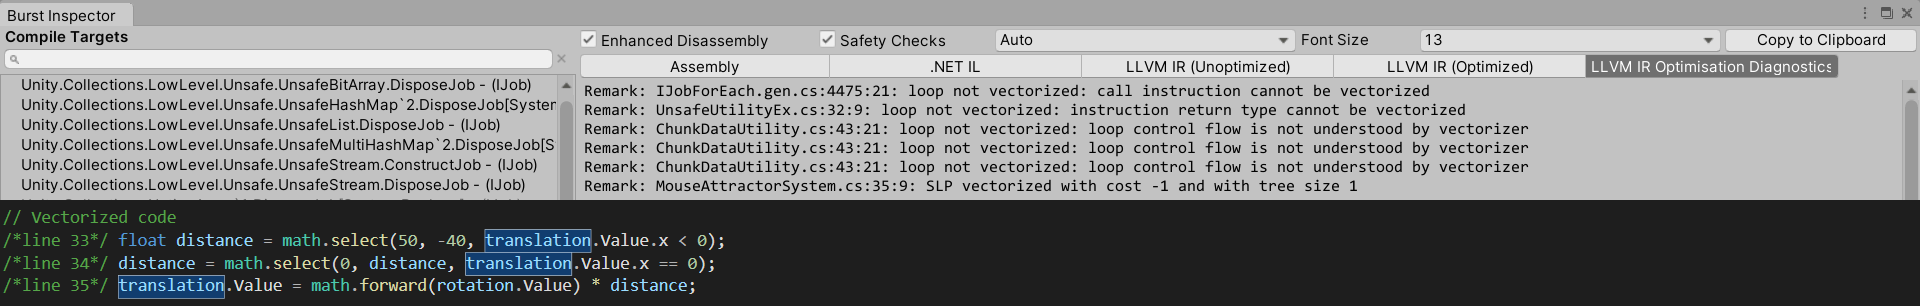 Burst Inspector
Compile Targets
Enhanced Disassembly
Safety Checks
Auto
Font Size
13
Copy to Clipboard
Assembly
.NET IL
LLVM IR (Unoptimized)
LLVM IR (Optimized)
LLVM IR Optimisation Diagnostics
Unity.Collections.LowLevel.Unsafe.UnsafeBitArray.DisposeJob - (IJob)
Unity.Collections.LowLevel.Unsafe.UnsafeHashMap`2.DisposeJob[System
Unity.Collections.LowLevel.Unsafe.UnsafeList.DisposeJob - (IJob)
Unity.Collections.LowLevel.Unsafe.UnsafeMultiHashMap`2.DisposeJob[S
Unity.Collections.LowLevel.Unsafe.UnsafeStream.ConstructJob - (IJob)
Unity.Collections.LowLevel.Unsafe.UnsafeStream.DisposeJob - (IJob)
Remark: IJobForEach.gen.cs:4475:21: loop not vectorized: call instruction cannot be vectorized
Remark: UnsafeUtilityEx.cs:32:9: loop not vectorized: instruction return type cannot be vectorized
Remark: ChunkDataUtility.cs:43:21: loop not vectorized: loop control flow is not understood by vectorizer
Remark: ChunkDataUtility.cs:43:21: loop not vectorized: loop control flow is not understood by vectorizer
Remark: ChunkDataUtility.cs:43:21: loop not vectorized: loop control flow is not understood by vectorizer
Remark: MouseAttractorSystem.cs:35:9: SLP vectorized with cost -1 and with tree size 1
// Vectorized code
/*line 33*/ float distance = math.select(50, -40, translation.Value.x < 0);
/*line 34*/ distance = math.select(0, distance, translation.Value.x == 0);
/*line 35*/ translation.Value = math.forward(rotation.Value) * distance;